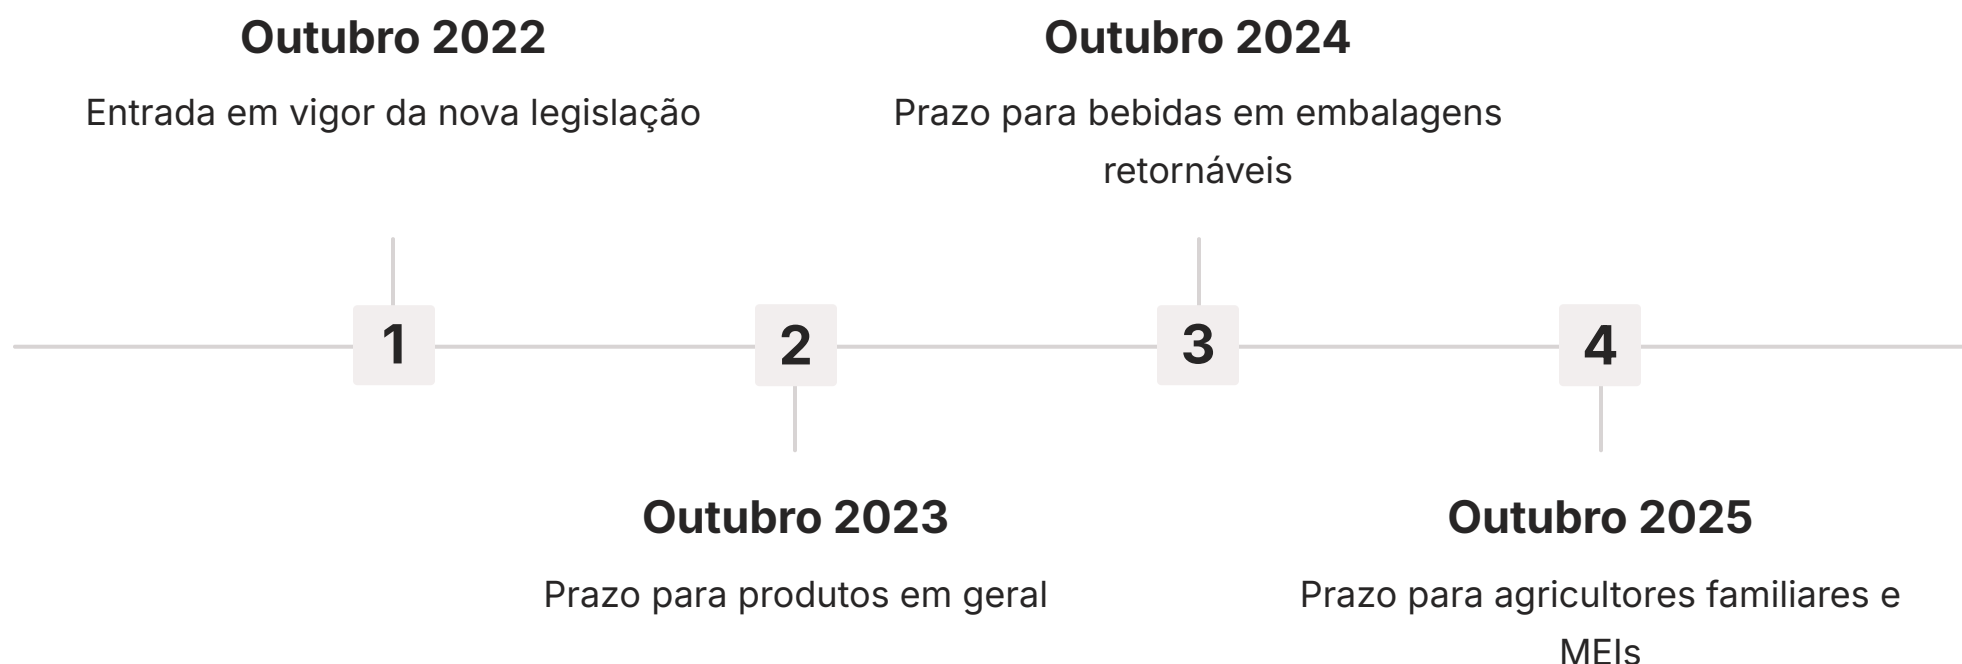 Outubro 2022
Entrada em vigor da nova legislação
Outubro 2024
Prazo para bebidas em embalagens
retornáveis
1
2
3
4
Outubro 2023
Prazo para produtos em geral
Outubro 2025
Prazo para agricultores familiares e
MEIs